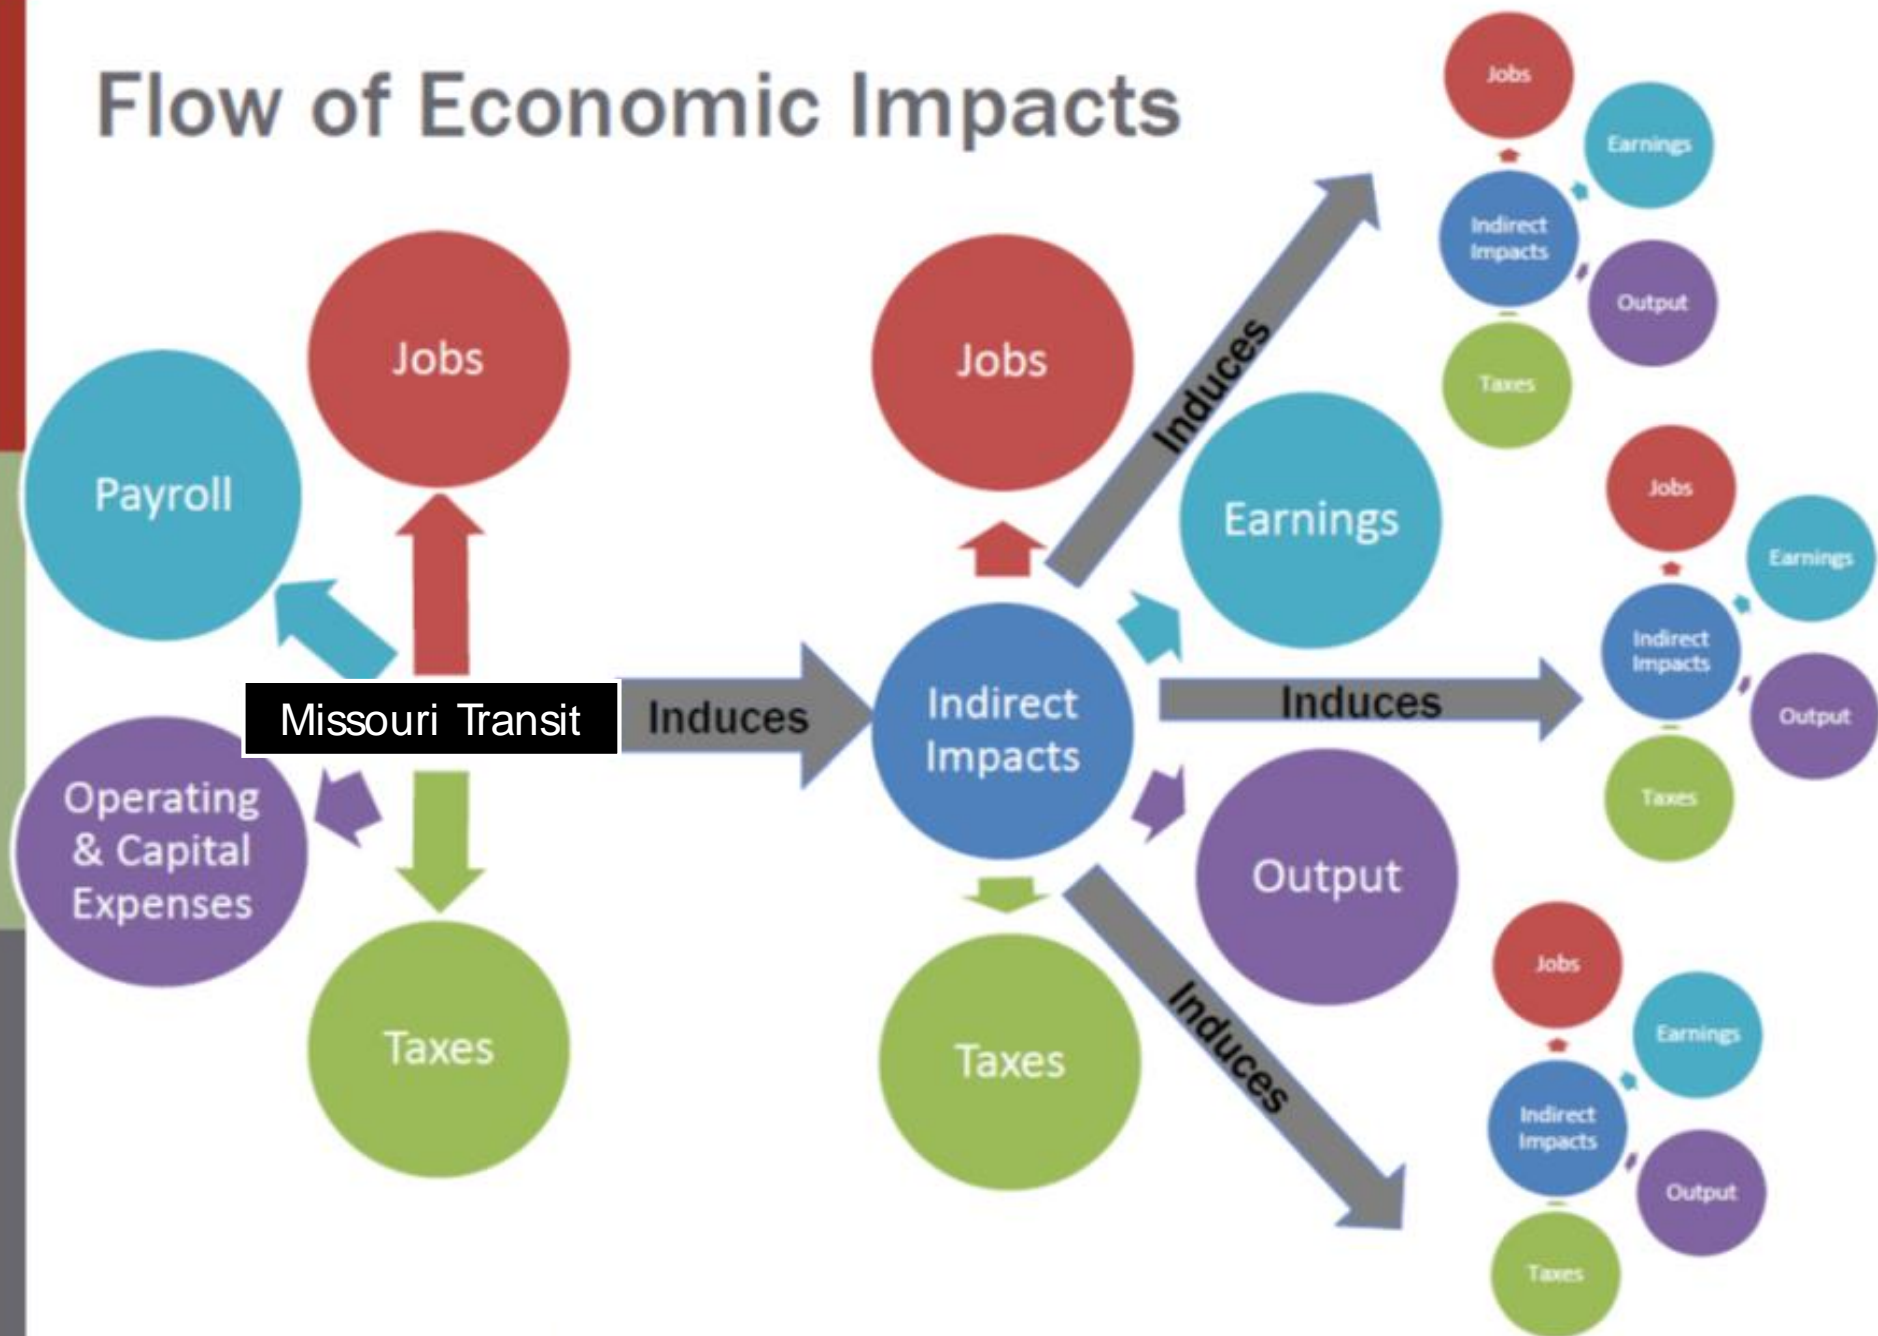 Flow of Economic Impacts
Jobs
Payroll
Missouri Transit
Operating
& Capital
Expenses
Taxes
Induces
Jobs
Earnings
Indirect
Impacts
Output
Taxes
Induces
Induces
Induces
Jobs
Earnings
Indirect
Impacts
Output
Taxes
Jobs
Earnings
Indirect
Impacts
Output
Taxes
Jobs
Earnings
Indirect
Impacts
Output
Taxes